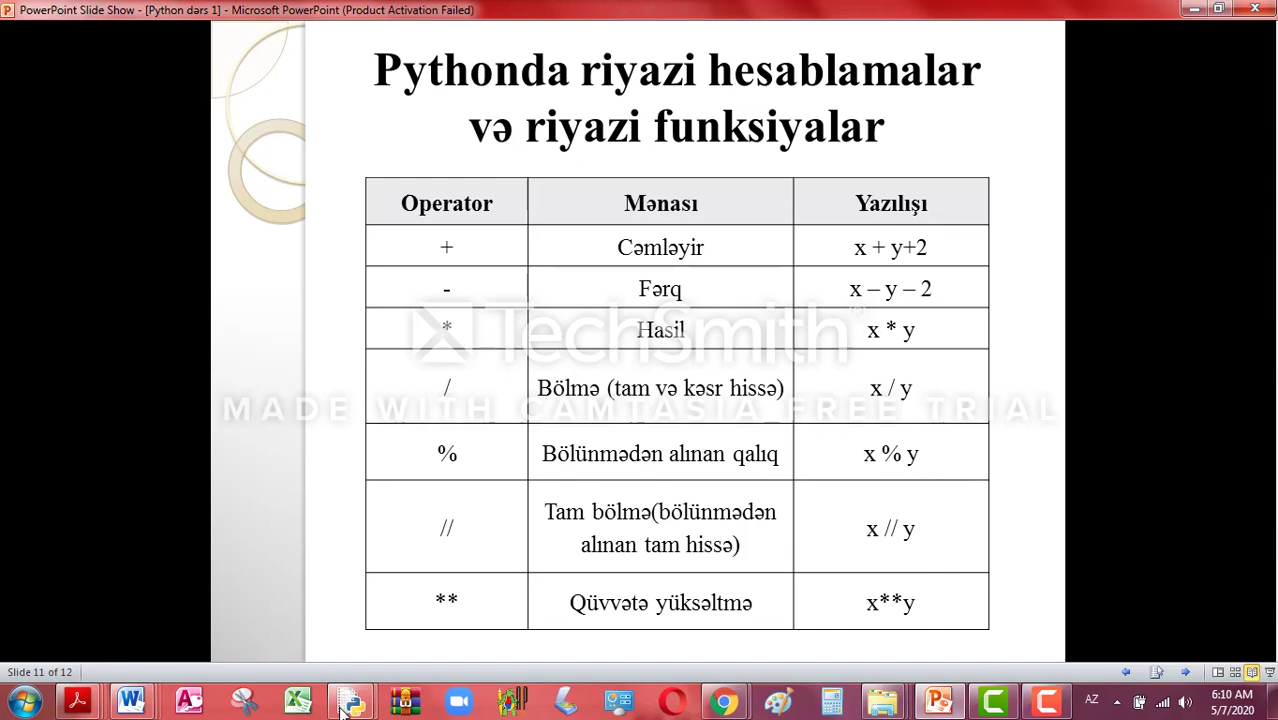 PowerPoint Slide Show - [Python dərs 1] - Microsoft PowerPoint (Product Activation Failed)
Pythonda riyazi hesablamalar
və riyazi funksiyalar
Operator Mənası Yazılışı
+ Cəmləyir x + y+2
- Fərq x – y – 2
* Hasil x * y
/ Bölmə (tam və kəsr hissə) x / y
% Bölünmədən alınan qalıq x % y
// Tam bölmə(bölünmədən
alınan tam hissə) x // y
** Qüvvətə yüksəltmə x**y
TechSmith
MADE WITH CAMTASIA FREE TRIAL
Slide 11 of 12
AZ
6:10 AM
5/7/2020